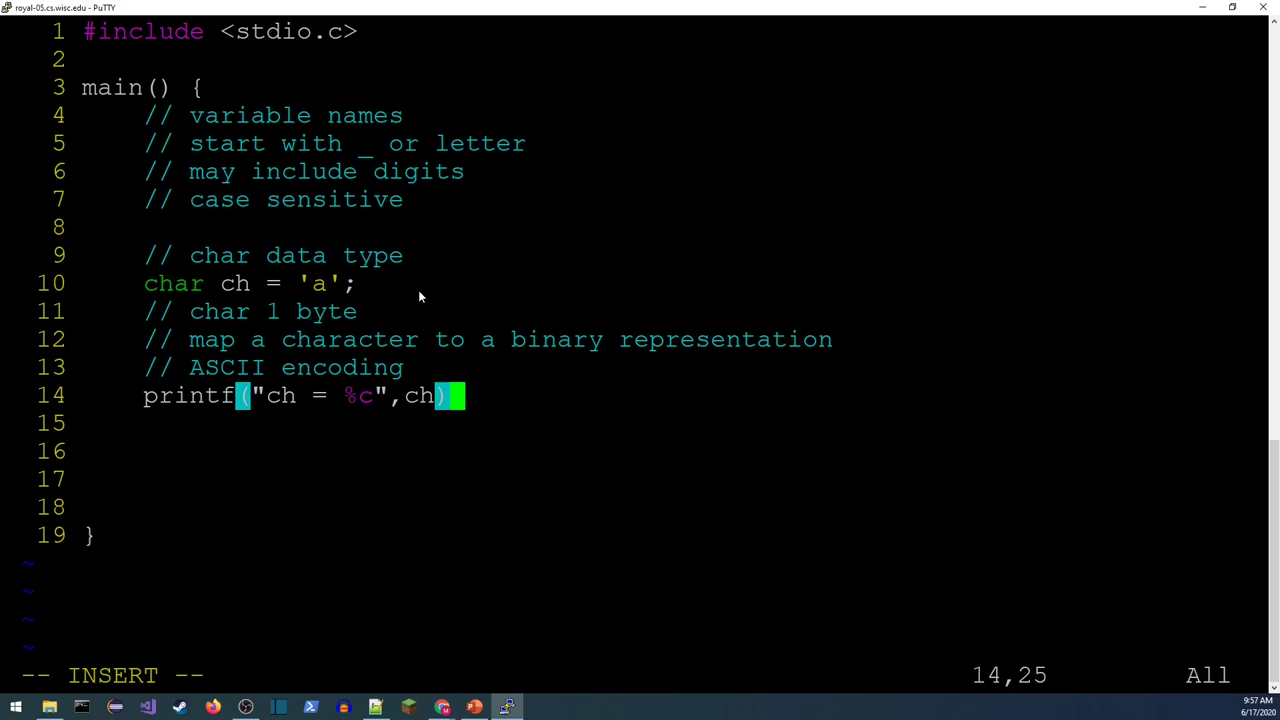 royal-05.cs.wisc.edu - PuTTY
1 #include <stdio.c>
2
3 main() {
4 // variable names
5 // start with _ or letter
6 // may include digits
7 // case sensitive
8
9 // char data type
10 char ch = 'a';
11 // char 1 byte
12 // map a character to a binary representation
13 // ASCII encoding
14 printf("ch = %c",ch)
15
16
17
18
19 }
~
~
~
~
-- INSERT -- 14,25 All
9:57 AM
6/17/2020